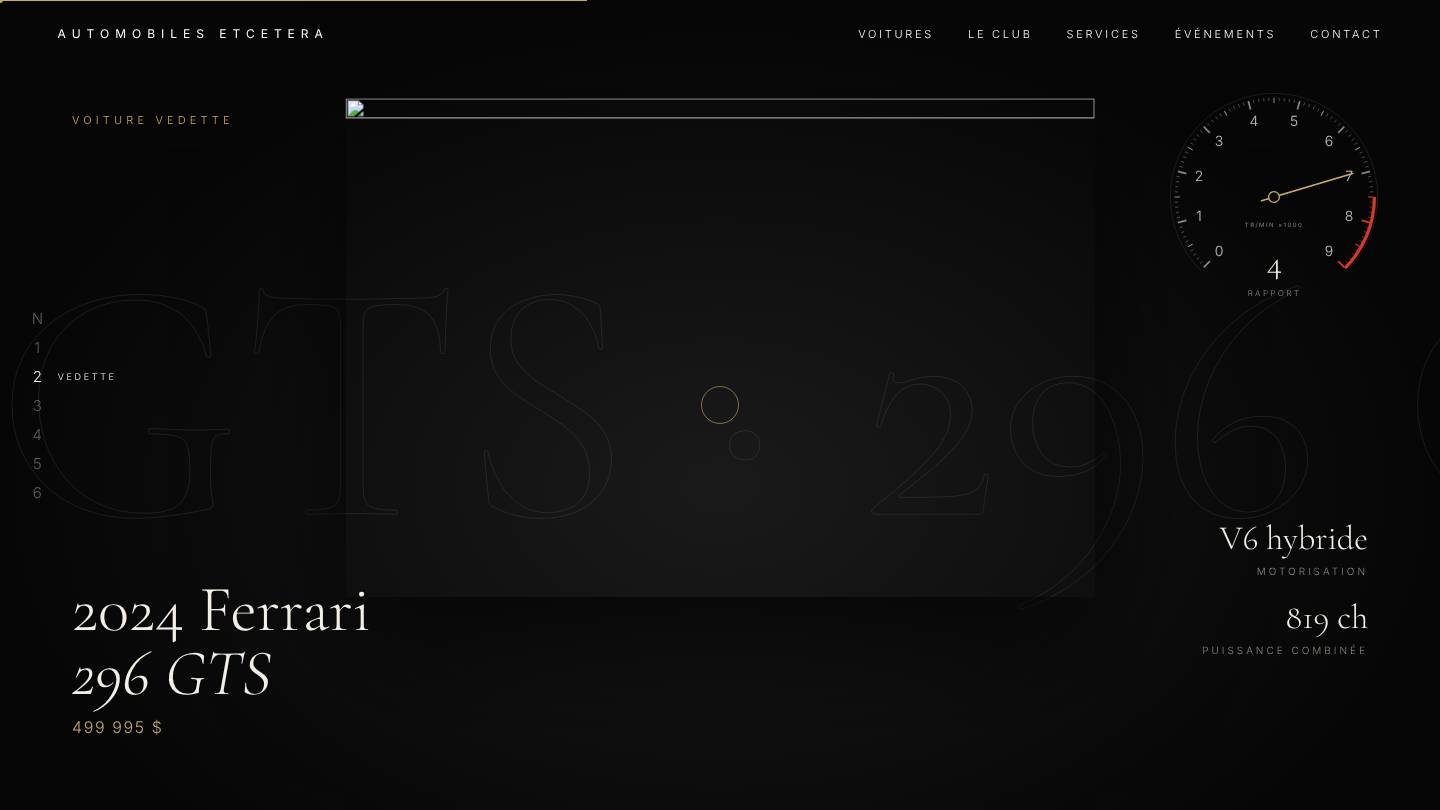 AUTOMOBILES ETCETERA
VOITURES LE CLUB SERVICES ÉVÉNEMENTS CONTACT
VOITURE VEDETTE
0 1 2 3 4 5 6 7 8 9
TR/MIN ×1000
4
RAPPORT
GTS · 296
N
1
2 VEDETTE
3
4
5
6
V6 hybride
MOTORISATION
819 ch
PUISSANCE COMBINÉE
2024 Ferrari
296 GTS
499 995 $